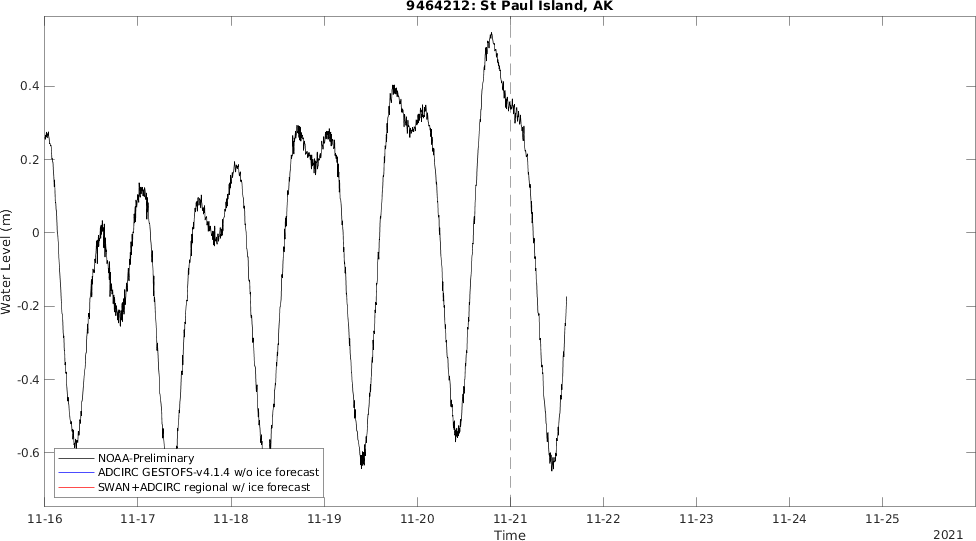 9464212: St Paul Island, AK
Water Level (m)
0.4
0.2
0
-0.2
-0.4
-0.6
NOAA-Preliminary
ADCIRC GESTOFS-v4.1.4 w/o ice forecast
SWAN+ADCIRC regional w/ ice forecast
11-16 11-17 11-18 11-19 11-20 11-21 11-22 11-23 11-24 11-25
Time
2021